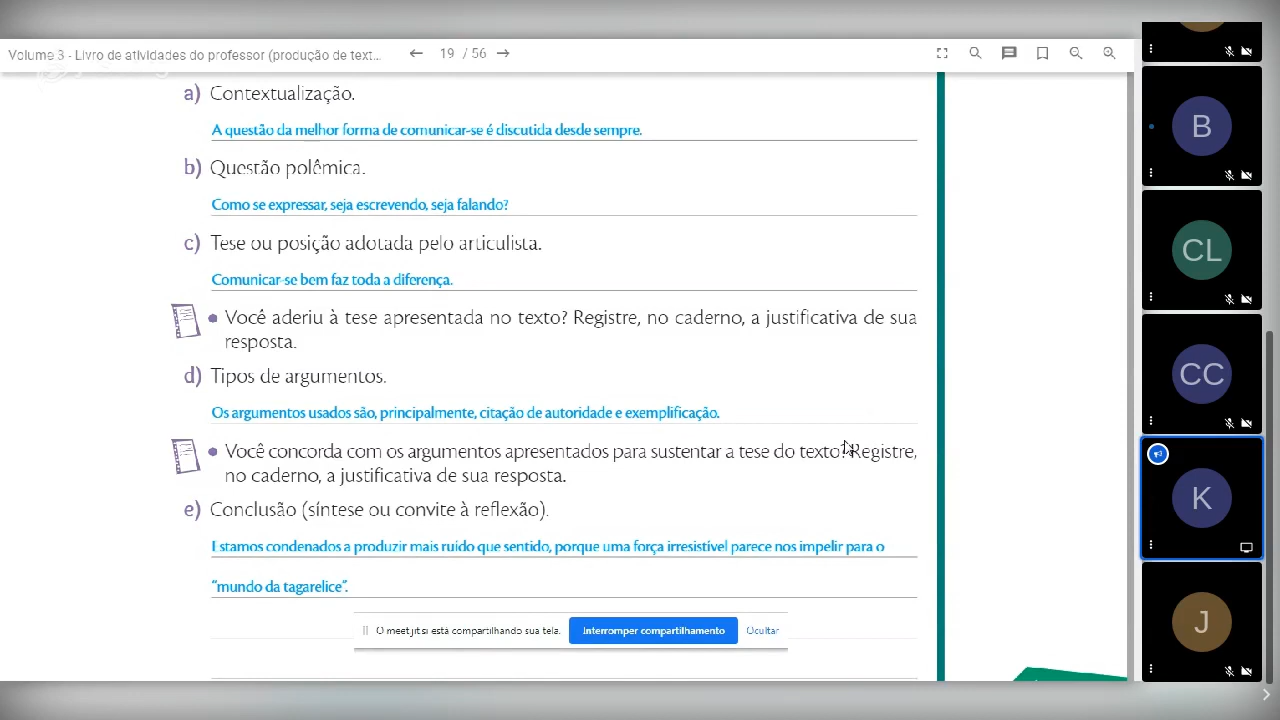 Volume 3 - Livro de atividades do professor (produção de text...
19 / 56
a) Contextualização.
A questão da melhor forma de comunicar-se é discutida desde sempre.
b) Questão polêmica.
Como se expressar, seja escrevendo, seja falando?
c) Tese ou posição adotada pelo articulista.
Comunicar-se bem faz toda a diferença.
• Você aderiu à tese apresentada no texto? Registre, no caderno, a justificativa de sua
resposta.
d) Tipos de argumentos.
Os argumentos usados são, principalmente, citação de autoridade e exemplificação.
• Você concorda com os argumentos apresentados para sustentar a tese do texto? Registre,
no caderno, a justificativa de sua resposta.
e) Conclusão (síntese ou convite à reflexão).
Estamos condenados a produzir mais ruído que sentido, porque uma força irresistível parece nos impelir para o
“mundo da tagarelice”.
O meet.jit.si está compartilhando sua tela.
Interromper compartilhamento
Ocultar
B
CL
CC
K
J